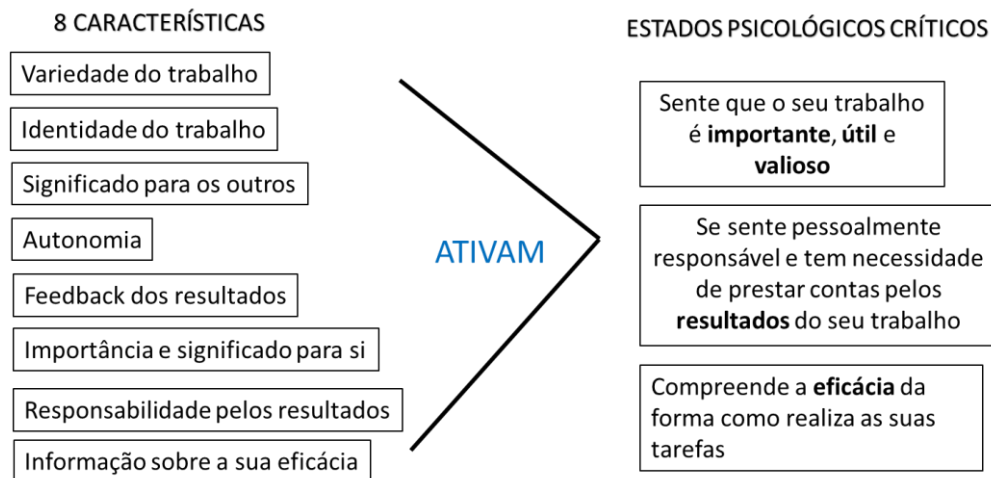 8 CARACTERÍSTICAS
Variedade do trabalho
Identidade do trabalho
Significado para os outros
Autonomia
Feedback dos resultados
Importância e significado para si
Responsabilidade pelos resultados
Informação sobre a sua eficácia
ATIVAM
ESTADOS PSICOLÓGICOS CRÍTICOS
Sente que o seu trabalho
é importante, útil e
valioso
Se sente pessoalmente
responsável e tem necessidade
de prestar contas pelos
resultados do seu trabalho
Compreende a eficácia da
forma como realiza as suas
tarefas